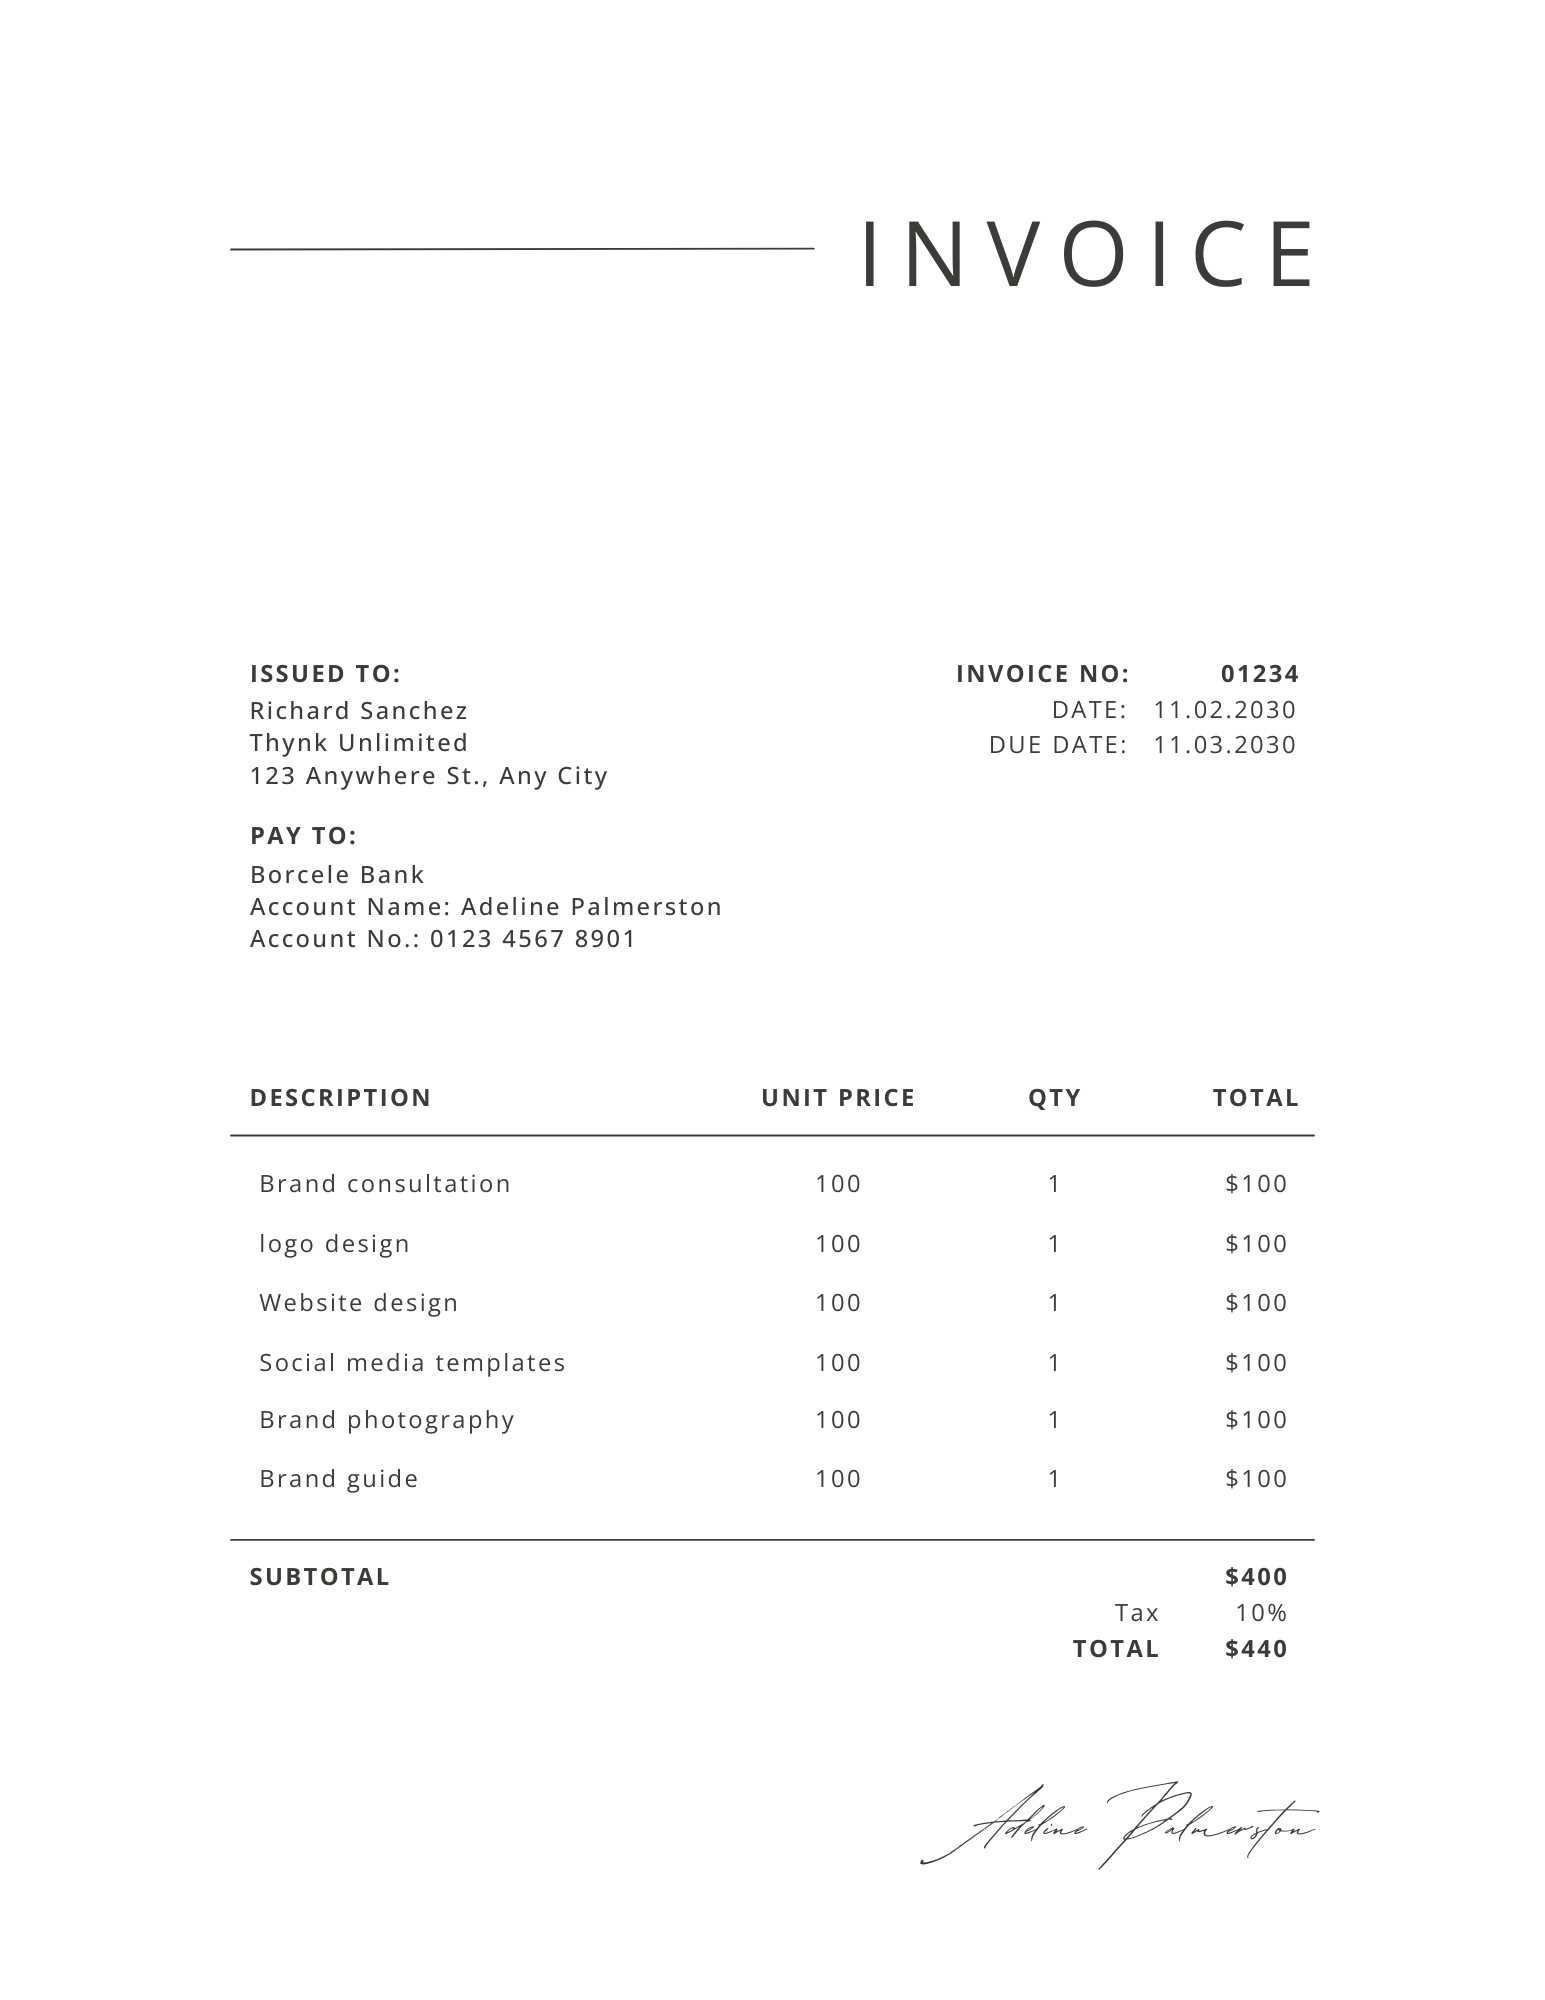 INVOICE
ISSUED TO:
Richard Sanchez
Thynk Unlimited
123 Anywhere St., Any City
INVOICE NO: 01234
DATE: 11.02.2030
DUE DATE: 11.03.2030
PAY TO:
Borcele Bank
Account Name: Adeline Palmerston
Account No.: 0123 4567 8901
DESCRIPTION UNIT PRICE QTY TOTAL
Brand consultation 100 1 $100
logo design 100 1 $100
Website design 100 1 $100
Social media templates 100 1 $100
Brand photography 100 1 $100
Brand guide 100 1 $100
SUBTOTAL $400
Tax 10%
TOTAL $440
Adeline Palmerston